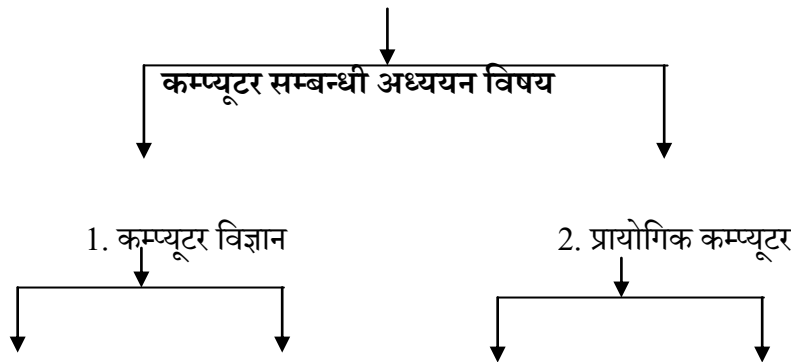 कम्प्यूटर सम्बन्धी अध्ययन विषय
1. कम्प्यूटर विज्ञान
2. प्रायोगिक कम्प्यूटर